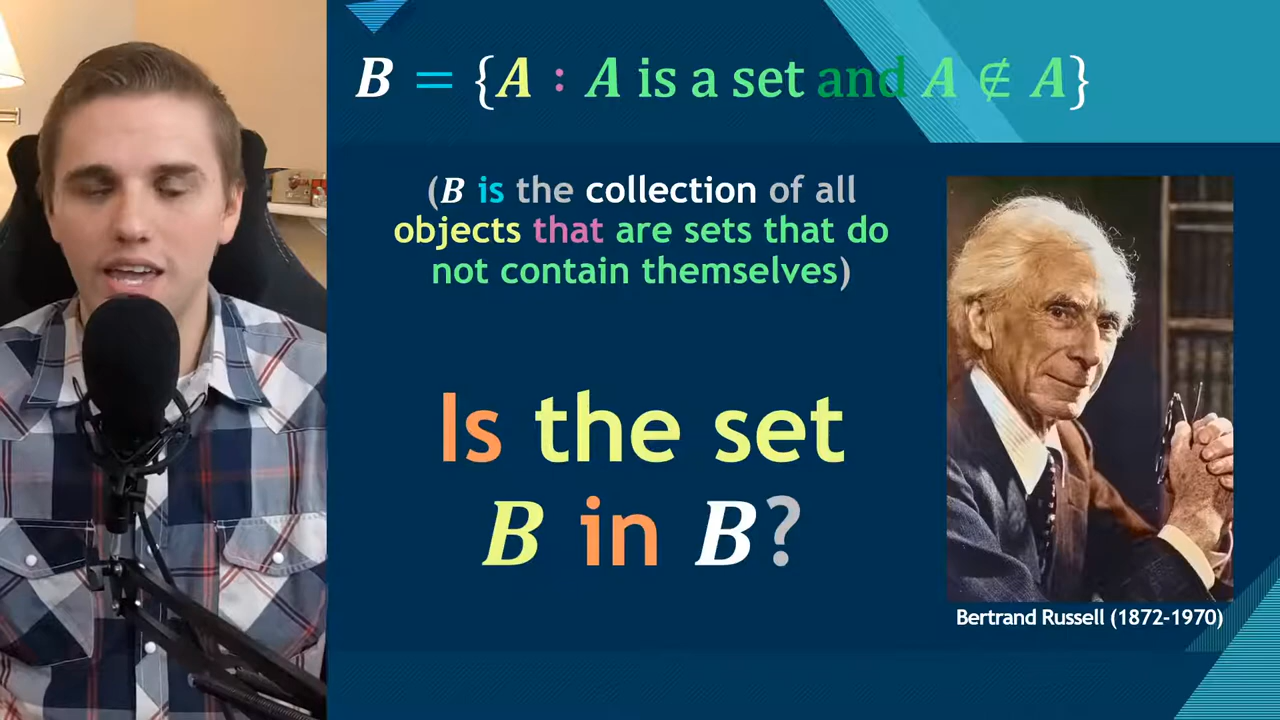 B = {A : A is a set and A ∉ A}
(B is the collection of all
objects that are sets that do
not contain themselves)
Is the set
B in B?
Bertrand Russell (1872-1970)